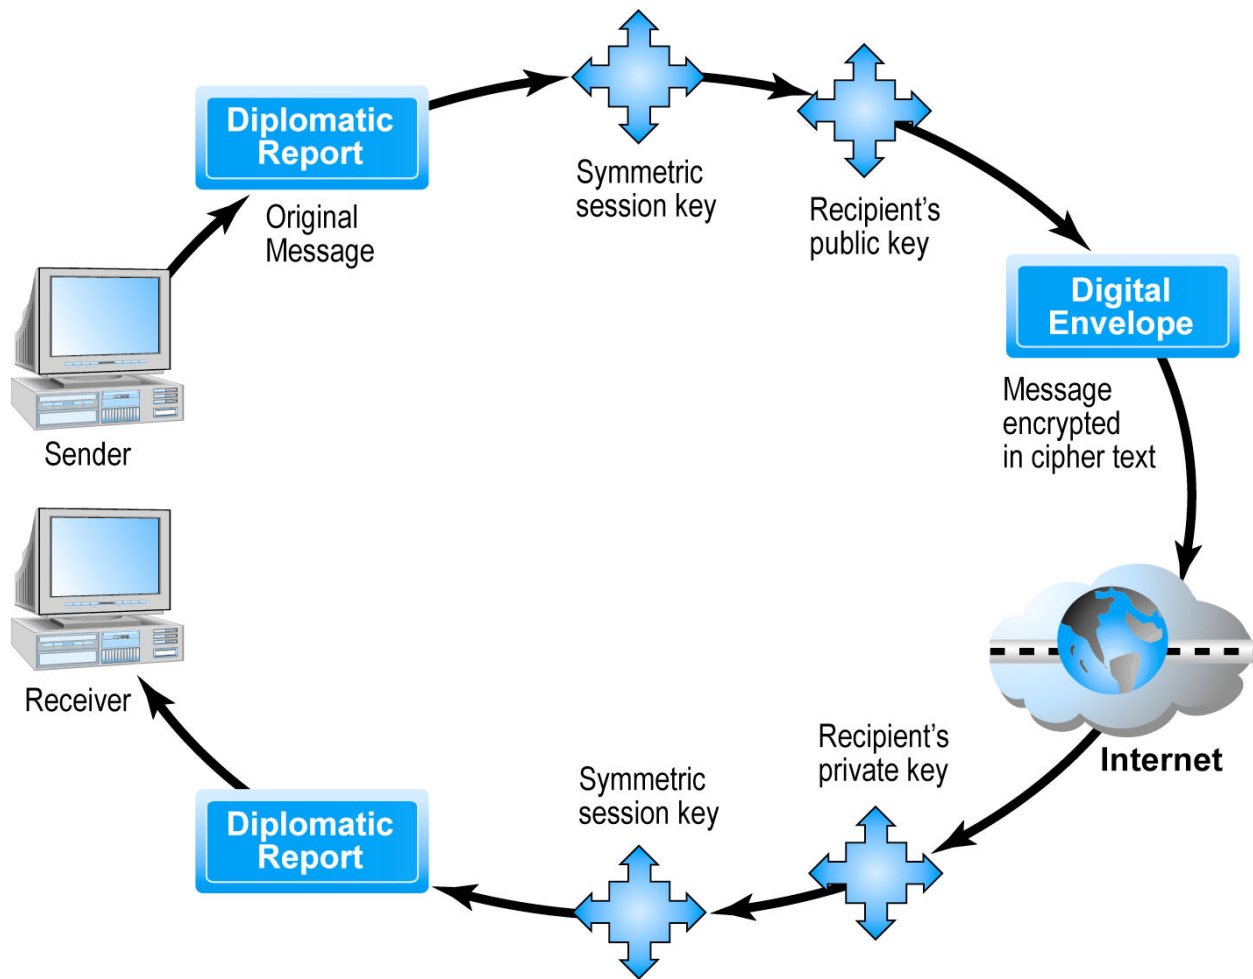 Diplomatic
Report
Original
Message
Symmetric
session key
Recipient's
public key
Digital
Envelope
Message
encrypted
in cipher text
Sender
Receiver
Internet
Recipient's
private key
Symmetric
session key
Diplomatic
Report